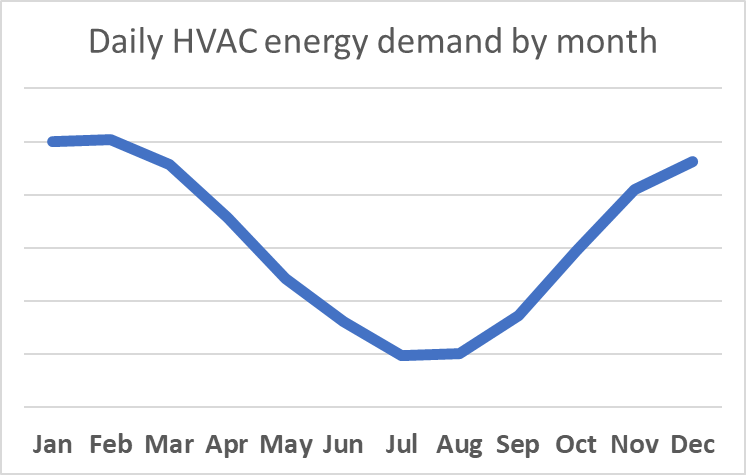 Daily HVAC energy demand by month
Jan Feb Mar Apr May Jun Jul Aug Sep Oct Nov Dec